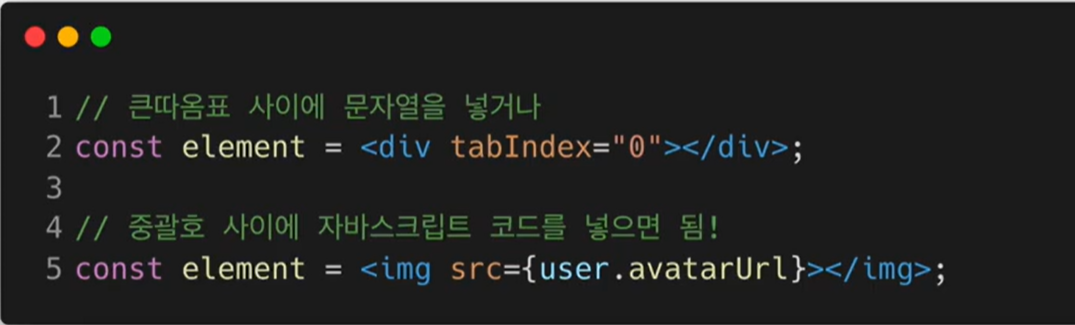 1 // 큰따옴표 사이에 문자열을 넣거나
2 const element = <div tabIndex="0"></div>;
3
4 // 중괄호 사이에 자바스크립트 코드를 넣으면 됨!
5 const element = <img src={user.avatarUrl}></img>;